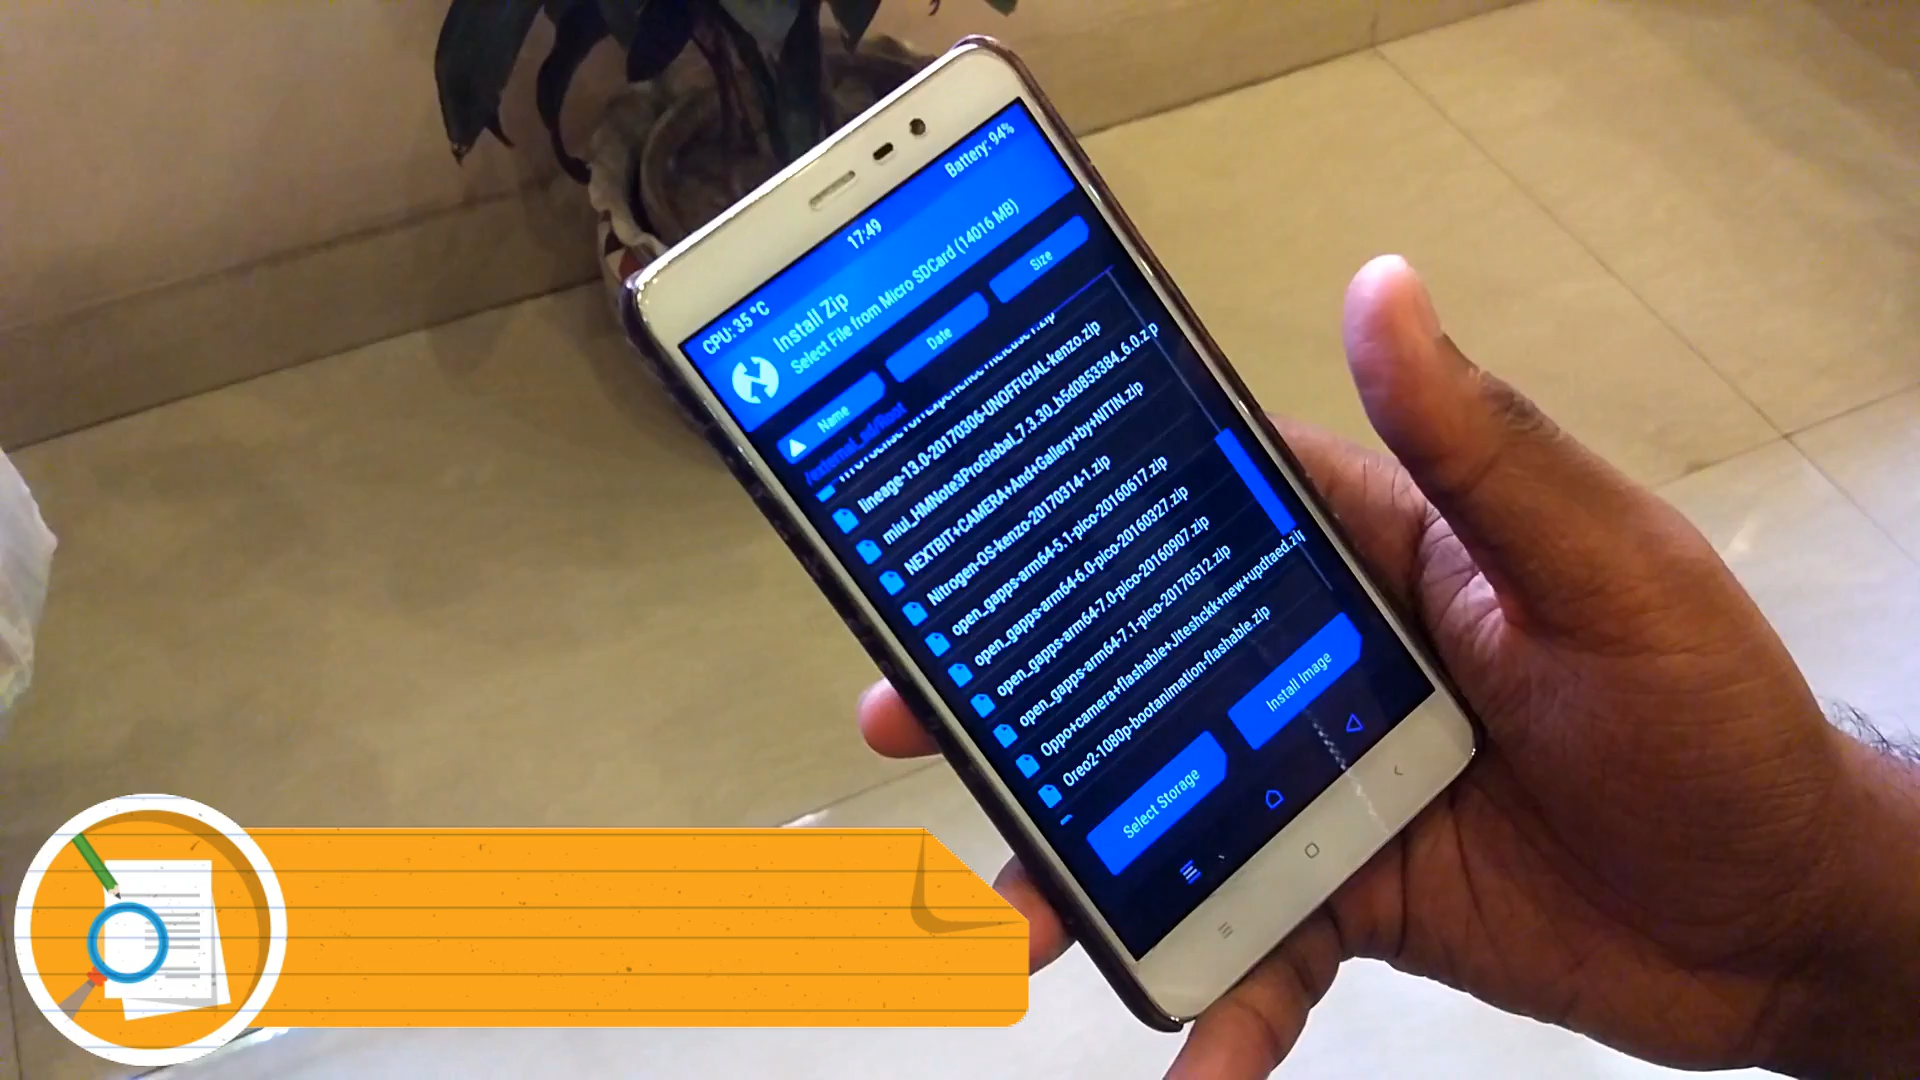 CPU: 35 °C
17:49
Battery: 94%
Install Zip
Select File from Micro SDCard (14016 MB)
Name
Date
Size
/external_sd/Root
lineage-13.0-20170306-UNOFFICIAL-kenzo.zip
miui_HMNote3ProGlobal_7.3.30_b5d0853384_6.0.zip
NEXTBIT+CAMERA+And+Gallery+by+NITIN.zip
Nitrogen-OS-kenzo-20170314-1.zip
open_gapps-arm64-5.1-pico-20160617.zip
open_gapps-arm64-6.0-pico-20160327.zip
open_gapps-arm64-7.0-pico-20160907.zip
open_gapps-arm64-7.1-pico-20170512.zip
Oppo+camera+flashable+Jiteshckk+new+updtaed.zip
Oreo2-1080p-bootanimation-flashable.zip
Select Storage
Install Image